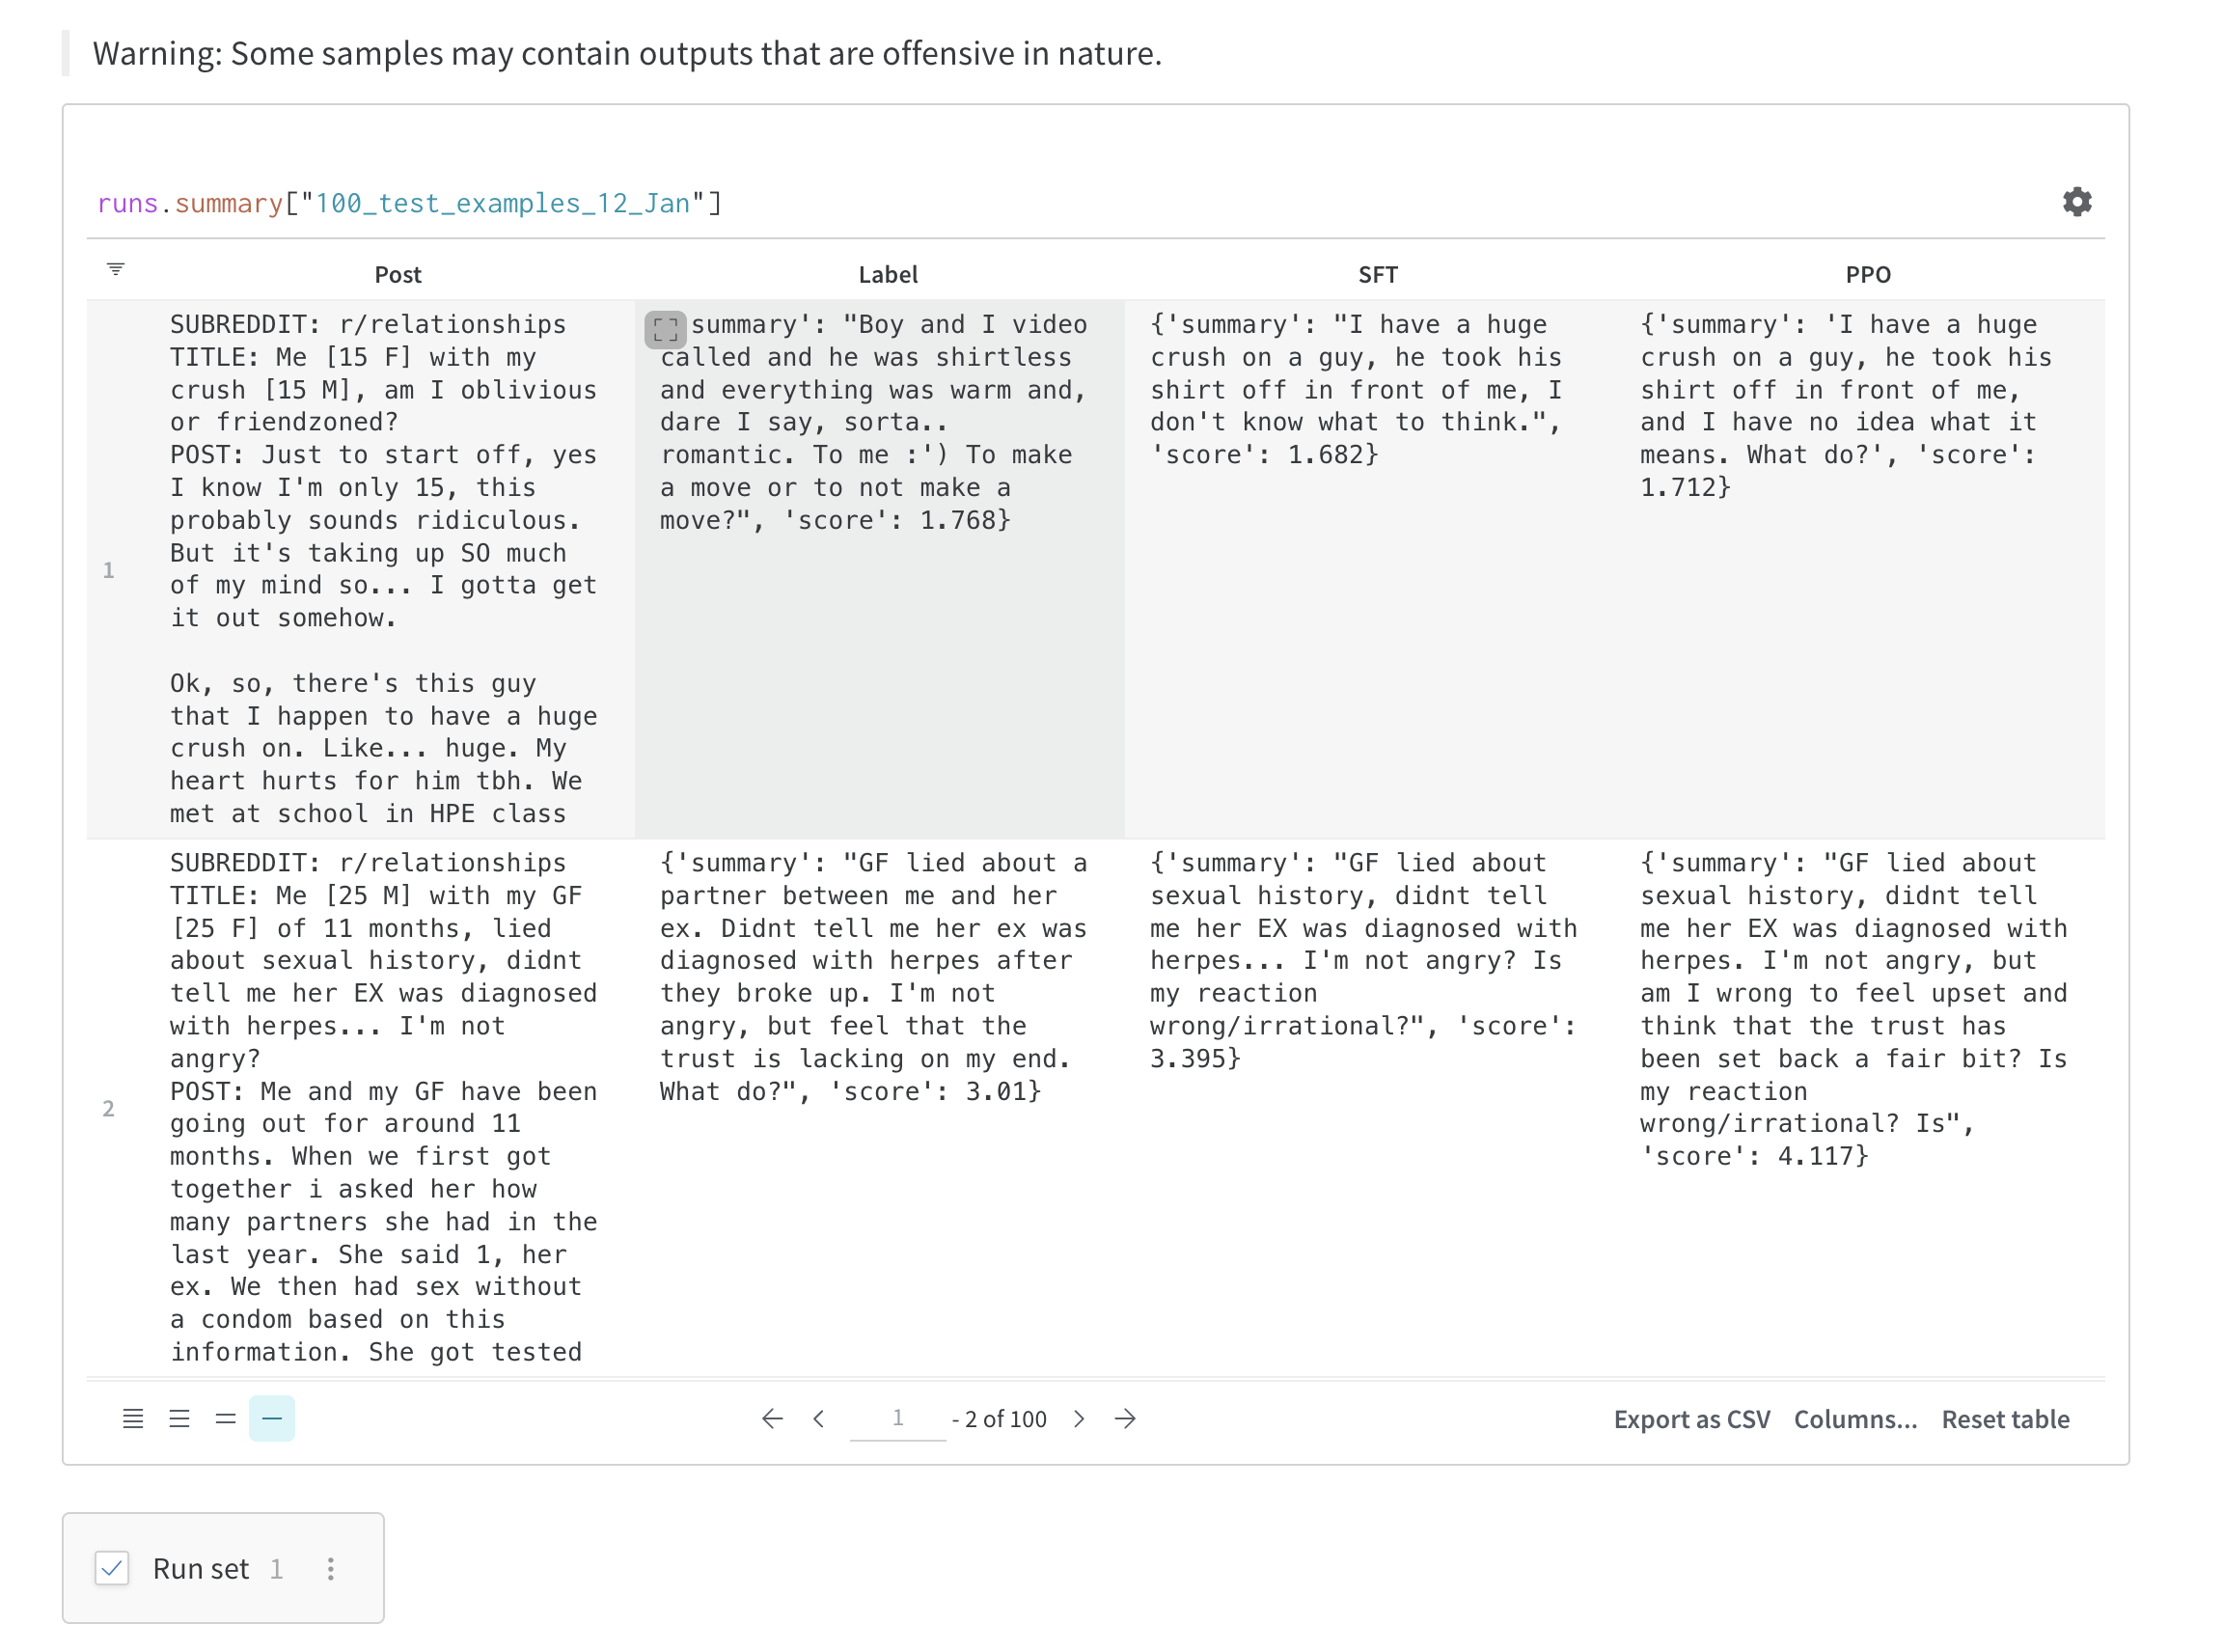 Warning: Some samples may contain outputs that are offensive in nature.
runs.summary["100_test_examples_12_Jan"]
Post
Label
SFT
PPO
1
SUBREDDIT: r/relationships
TITLE: Me [15 F] with my
crush [15 M], am I oblivious
or friendzoned?
POST: Just to start off, yes
I know I'm only 15, this
probably sounds ridiculous.
But it's taking up SO much
of my mind so... I gotta get
it out somehow.
Ok, so, there's this guy
that I happen to have a huge
crush on. Like... huge. My
heart hurts for him tbh. We
met at school in HPE class
summary': "Boy and I video
called and he was shirtless
and everything was warm and,
dare I say, sorta..
romantic. To me :') To make
a move or to not make a
move?", 'score': 1.768}
{'summary': "I have a huge
crush on a guy, he took his
shirt off in front of me, I
don't know what to think.",
'score': 1.682}
{'summary': 'I have a huge
crush on a guy, he took his
shirt off in front of me,
and I have no idea what it
means. What do?', 'score':
1.712}
2
SUBREDDIT: r/relationships
TITLE: Me [25 M] with my GF
[25 F] of 11 months, lied
about sexual history, didnt
tell me her EX was diagnosed
with herpes... I'm not
angry?
POST: Me and my GF have been
going out for around 11
months. When we first got
together i asked her how
many partners she had in the
last year. She said 1, her
ex. We then had sex without
a condom based on this
information. She got tested
{'summary': "GF lied about a
partner between me and her
ex. Didnt tell me her ex was
diagnosed with herpes after
they broke up. I'm not
angry, but feel that the
trust is lacking on my end.
What do?", 'score': 3.01}
{'summary': "GF lied about
sexual history, didnt tell
me her EX was diagnosed with
herpes... I'm not angry? Is
my reaction
wrong/irrational?", 'score':
3.395}
{'summary': "GF lied about
sexual history, didnt tell
me her EX was diagnosed with
herpes. I'm not angry, but
am I wrong to feel upset and
think that the trust has
been set back a fair bit? Is
my reaction
wrong/irrational? Is",
'score': 4.117}
1 - 2 of 100
Export as CSV Columns... Reset table
Run set 1